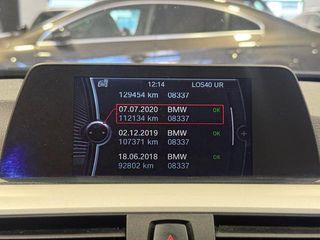 12:14 LOS40 UR
129454 km 08337
07.07.2020 BMW OK
112134 km 08337
02.12.2019 BMW OK
107371 km 08337
18.06.2018 BMW OK
92802 km 08337